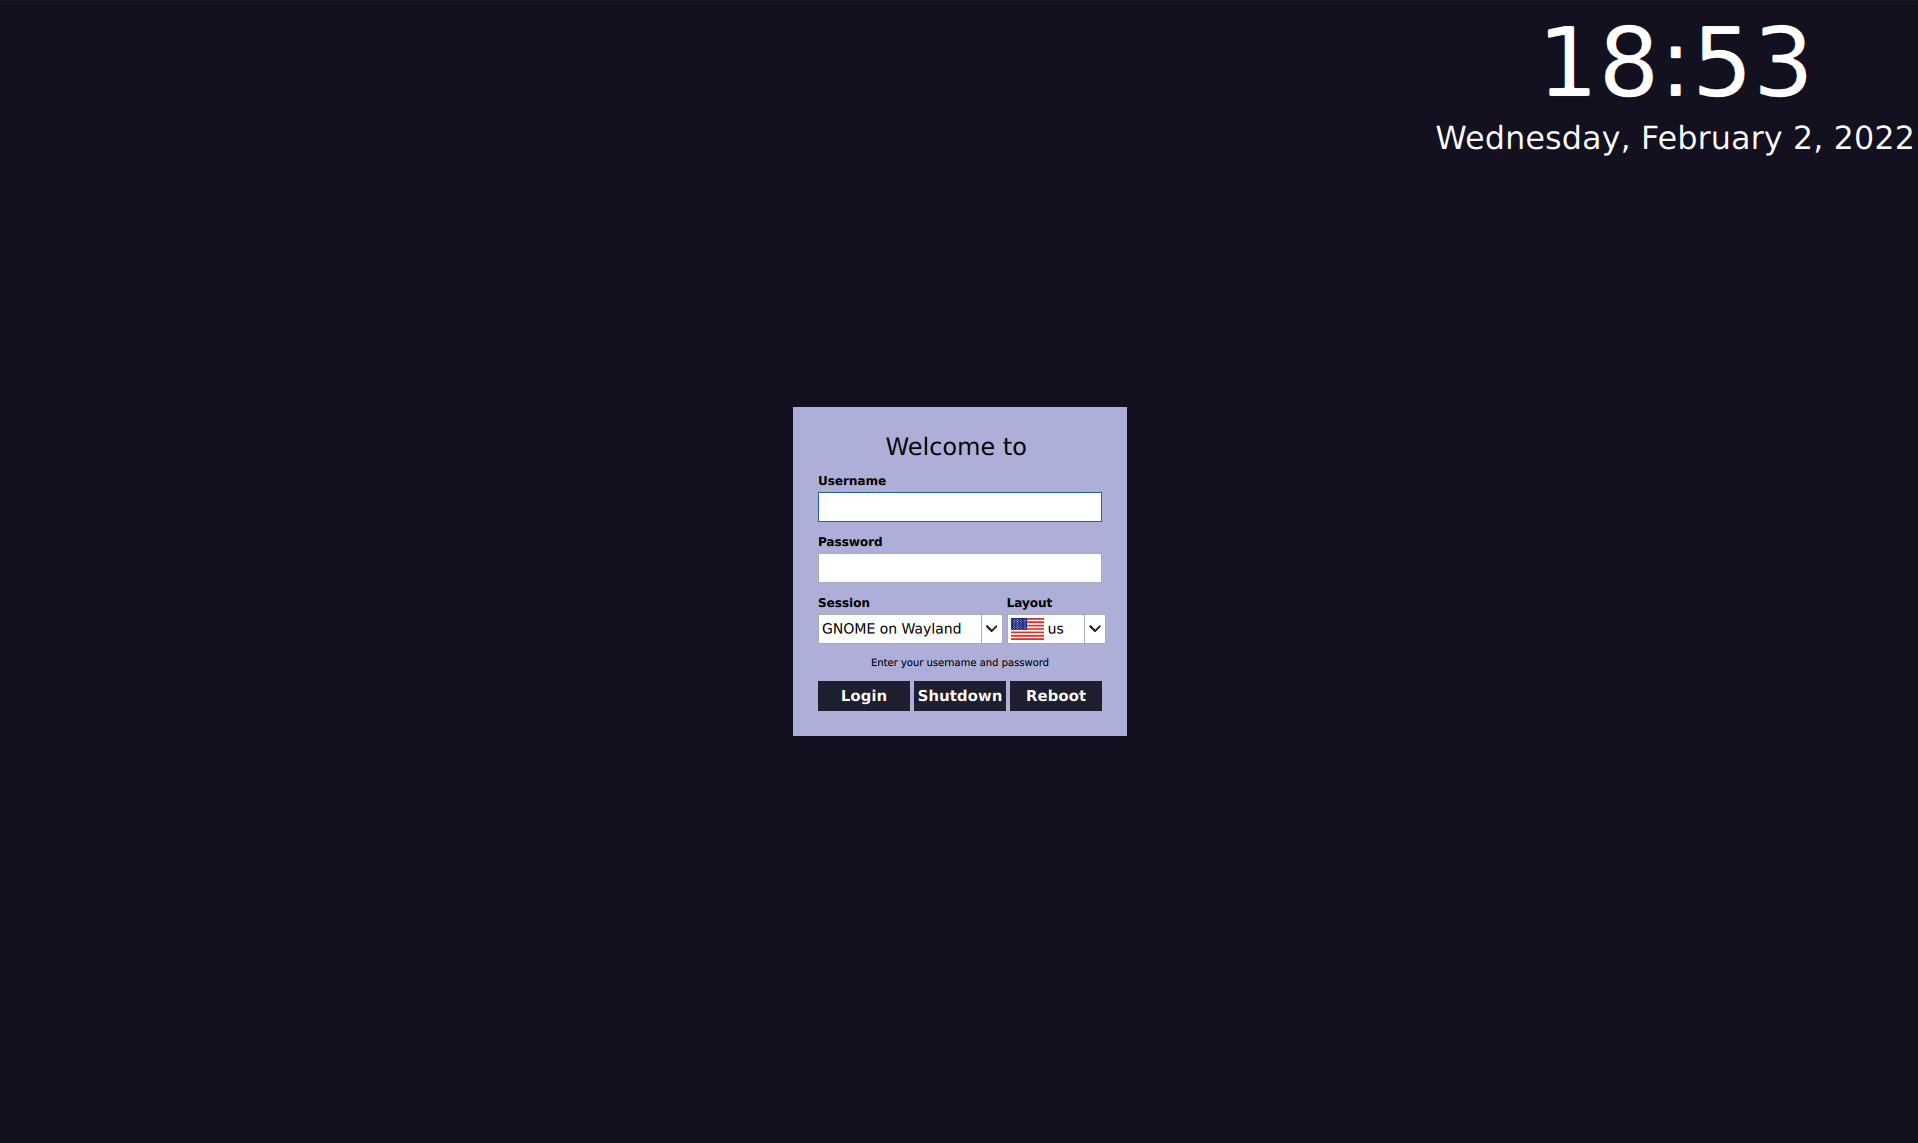 18:53
Wednesday, February 2, 2022
Welcome to
Username
Password
Session Layout
GNOME on Wayland us
Enter your username and password
Login Shutdown Reboot